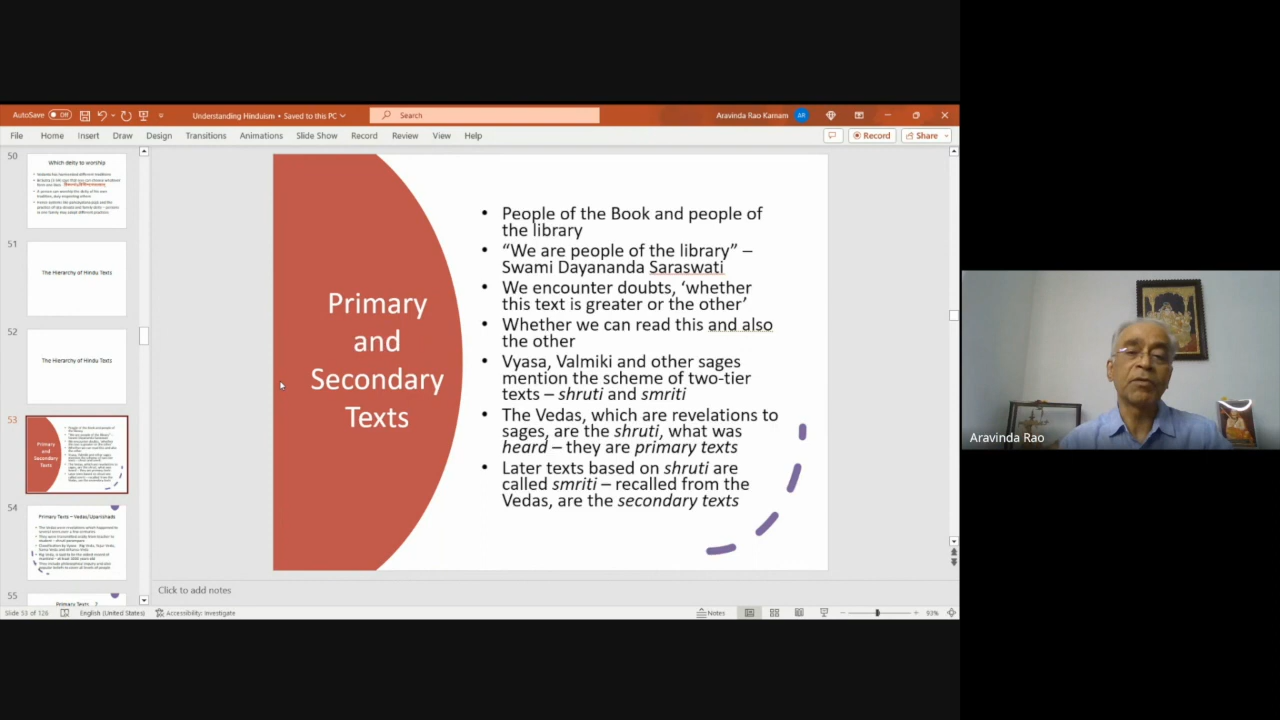 AutoSave Off
Understanding Hinduism • Saved to this PC
Search
Aravinda Rao Kamam AR
File Home Insert Draw Design Transitions Animations Slide Show Record Review View Help
Record Share
50
Which deity to worship
51
The Hierarchy of Hindu Texts
52
The Hierarchy of Hindu Texts
53
Primary
and
Secondary
Texts
54
Primary Texts – Vedas/Upanishads
55
Primary Texts
Primary
and
Secondary
Texts
• People of the Book and people of
the library
• “We are people of the library” –
Swami Dayananda Saraswati
• We encounter doubts, ‘whether
this text is greater or the other’
• Whether we can read this and also
the other
• Vyasa, Valmiki and other sages
mention the scheme of two-tier
texts – shruti and smriti
• The Vedas, which are revelations to
sages, are the shruti, what was
heard – they are primary texts
• Later texts based on shruti are
called smriti – recalled from the
Vedas, are the secondary texts
Click to add notes
Slide 53 of 126 English (United States) Accessibility: Investigate
Notes 93%
Aravinda Rao